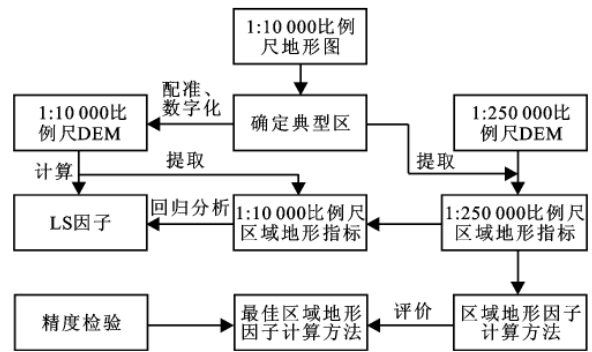 1:10 000比例
尺地形图
配准、
数字化
1:10 000比
例尺DEM
确定典型区
1:250 000比
例尺DEM
计算
提取
提取
LS因子
回归分析
1:10 000比例尺
区域地形指标
1:250 000比例尺
区域地形指标
精度检验
最佳区域地形
因子计算方法
评价
区域地形因子
计算方法